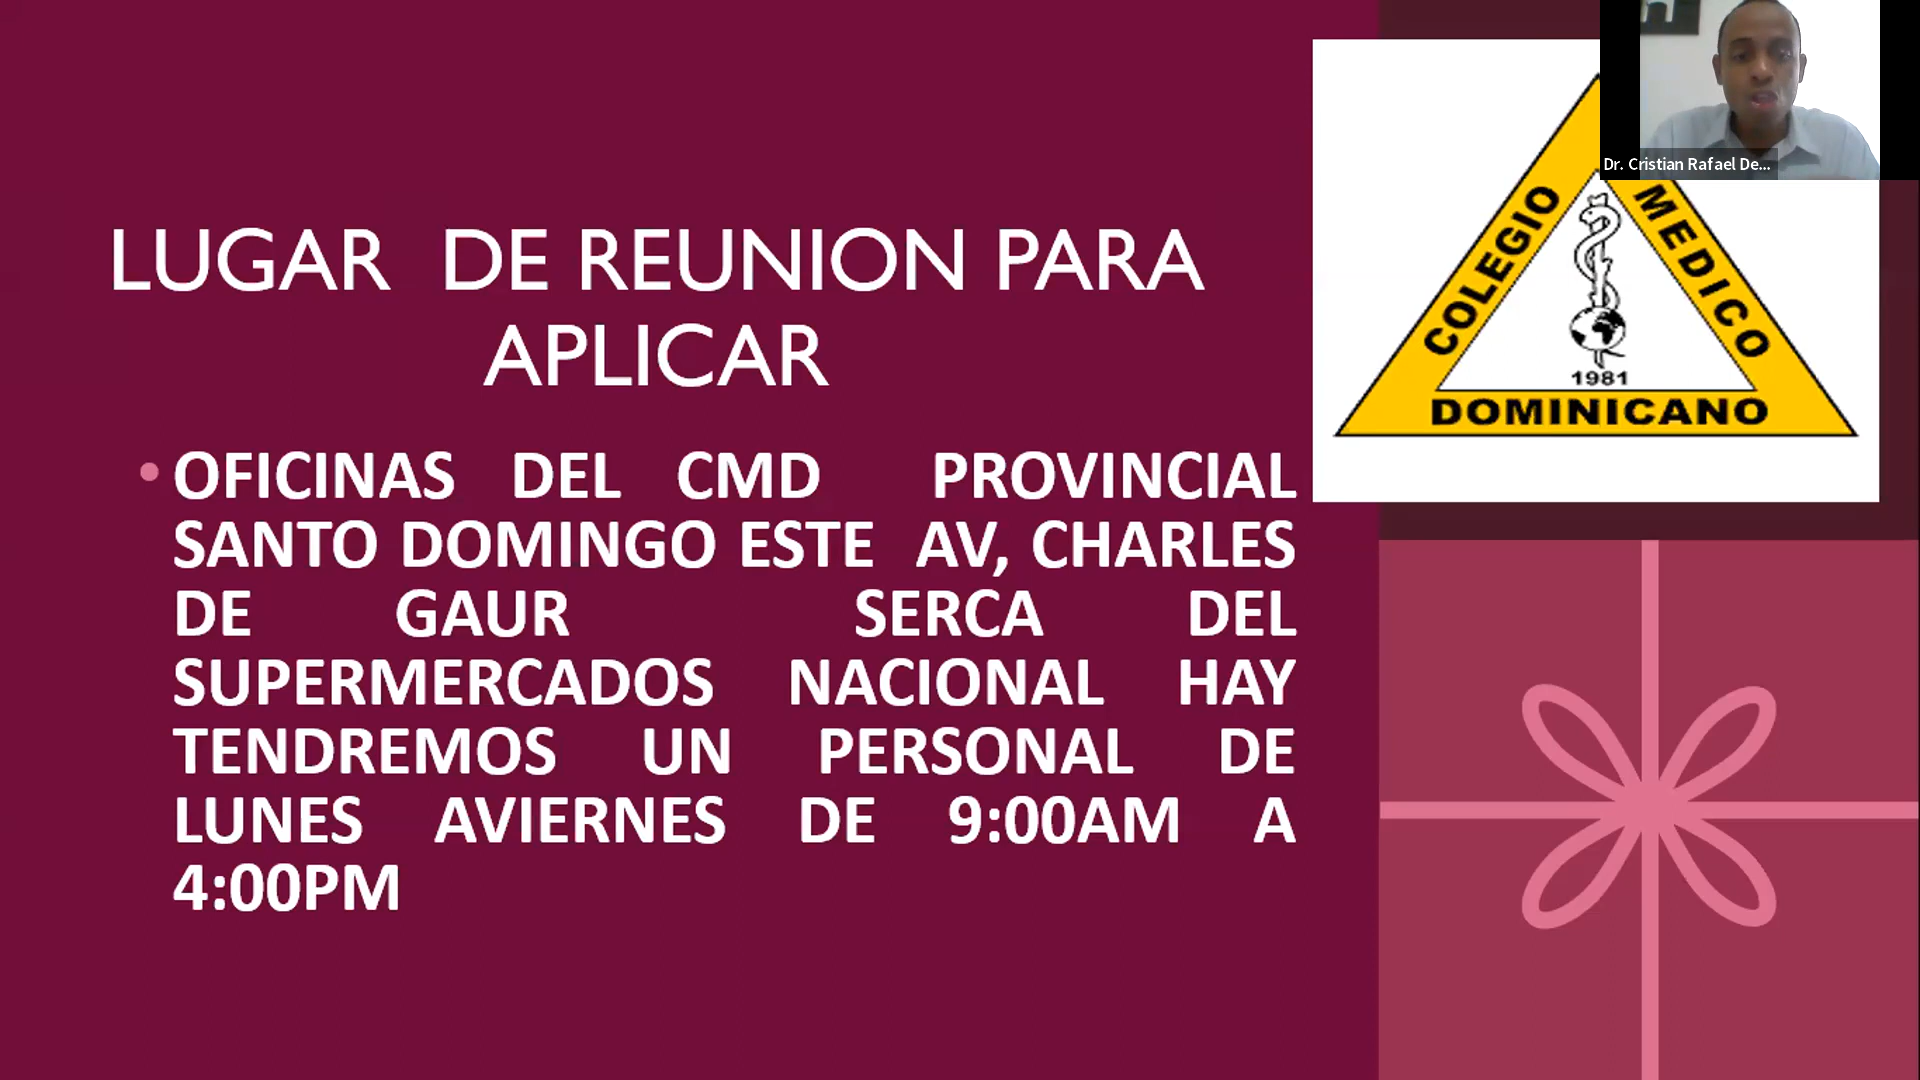 LUGAR DE REUNION PARA
APLICAR
• OFICINAS DEL CMD PROVINCIAL
SANTO DOMINGO ESTE AV, CHARLES
DE GAUR SERCA DEL
SUPERMERCADOS NACIONAL HAY
TENDREMOS UN PERSONAL DE
LUNES AVIERNES DE 9:00AM A
4:00PM
COLEGIO
MEDICO
1981
DOMINICANO
Dr. Cristian Rafael De...